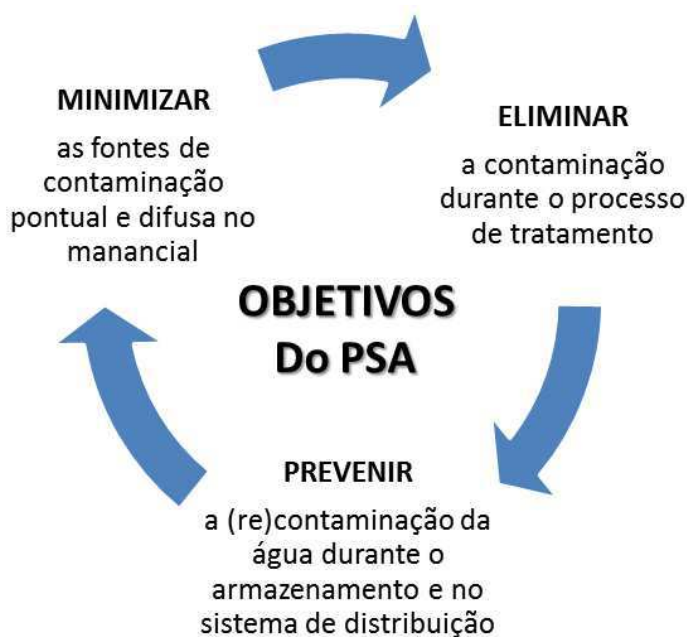 MINIMIZAR
as fontes de
contaminação
pontual e difusa no
manancial
ELIMINAR
a contaminação
durante o processo
de tratamento
OBJETIVOS
Do PSA
PREVENIR
a (re)contaminação da
água durante o
armazenamento e no
sistema de distribuição